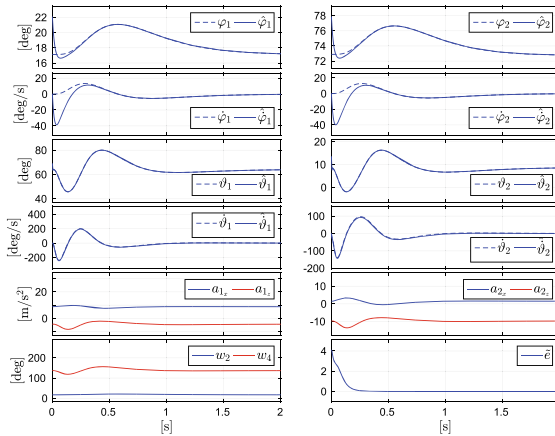 [deg]
22
20
18
16
φ₁ φ̂₁
[deg/s]
20
0
-20
-40
φ̇₁ φ̇̂₁
[deg]
80
60
40
ϑ₁ ϑ̂₁
[deg/s]
400
200
0
-200
ϑ̇₁ ϑ̇̂₁
[m/s²]
20
10
0
a₁ₓ a₁z
[deg]
200
100
0
w₂ w₄
0 0.5 1 1.5 2
[s]
76
74
72
φ₂ φ̂₂
20
0
-20
-40
φ̇₂ φ̇̂₂
20
10
0
ϑ₂ ϑ̂₂
100
0
-100
-200
ϑ̇₂ ϑ̇̂₂
10
0
-10
a₂ₓ a₂z
4
2
0
ẽ
0 0.5 1 1.5
[s]